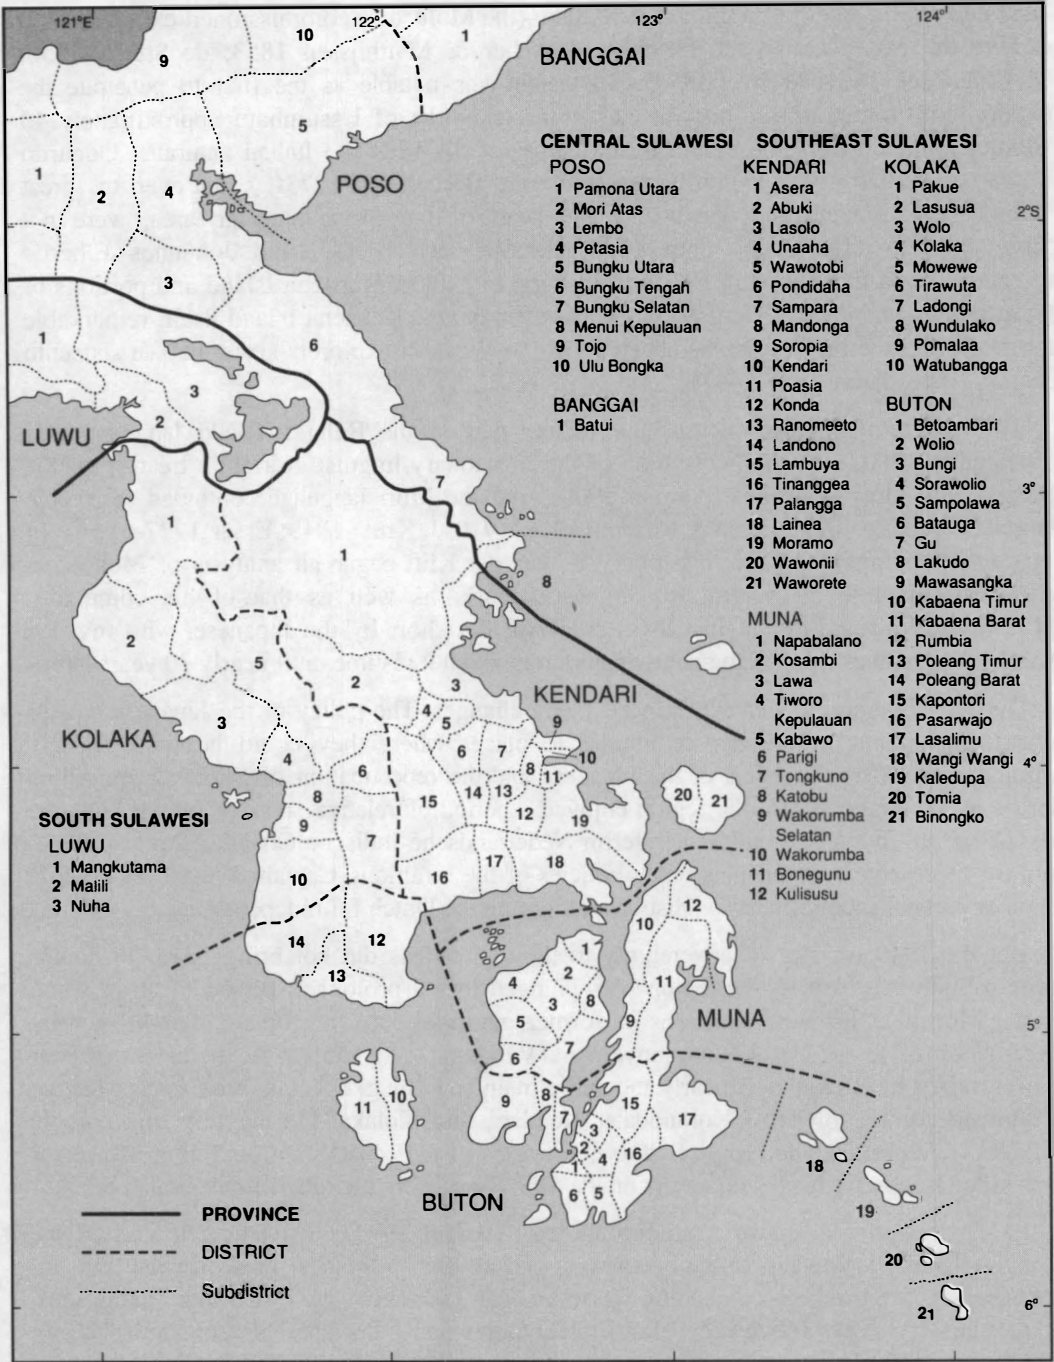 121°E
122°
123°
124°
2°S
3°
4°
5°
6°
BANGGAI
POSO
LUWU
KENDARI
KOLAKA
MUNA
BUTON
CENTRAL SULAWESI
POSO
1 Pamona Utara
2 Mori Atas
3 Lembo
4 Petasia
5 Bungku Utara
6 Bungku Tengah
7 Bungku Selatan
8 Menui Kepulauan
9 Tojo
10 Ulu Bongka
BANGGAI
1 Batui
SOUTHEAST SULAWESI
KENDARI
1 Asera
2 Abuki
3 Lasolo
4 Unaaha
5 Wawotobi
6 Pondidaha
7 Sampara
8 Mandonga
9 Soropia
10 Kendari
11 Poasia
12 Konda
13 Ranomeeto
14 Landono
15 Lambuya
16 Tinanggea
17 Palangga
18 Lainea
19 Moramo
20 Wawonii
21 Waworete
MUNA
1 Napabalano
2 Kosambi
3 Lawa
4 Tiworo
Kepulauan
5 Kabawo
6 Parigi
7 Tongkuno
8 Katobu
9 Wakorumba
Selatan
10 Wakorumba
11 Bonegunu
12 Kulisusu
KOLAKA
1 Pakue
2 Lasusua
3 Wolo
4 Kolaka
5 Mowewe
6 Tirawuta
7 Ladongi
8 Wundulako
9 Pomalaa
10 Watubangga
BUTON
1 Betoambari
2 Wolio
3 Bungi
4 Sorawolio
5 Sampolawa
6 Batauga
7 Gu
8 Lakudo
9 Mawasangka
10 Kabaena Timur
11 Kabaena Barat
12 Rumbia
13 Poleang Timur
14 Poleang Barat
15 Kapontori
16 Pasarwajo
17 Lasalimu
18 Wangi Wangi
19 Kaledupa
20 Tomia
21 Binongko
SOUTH SULAWESI
LUWU
1 Mangkutama
2 Malili
3 Nuha
PROVINCE
DISTRICT
Subdistrict